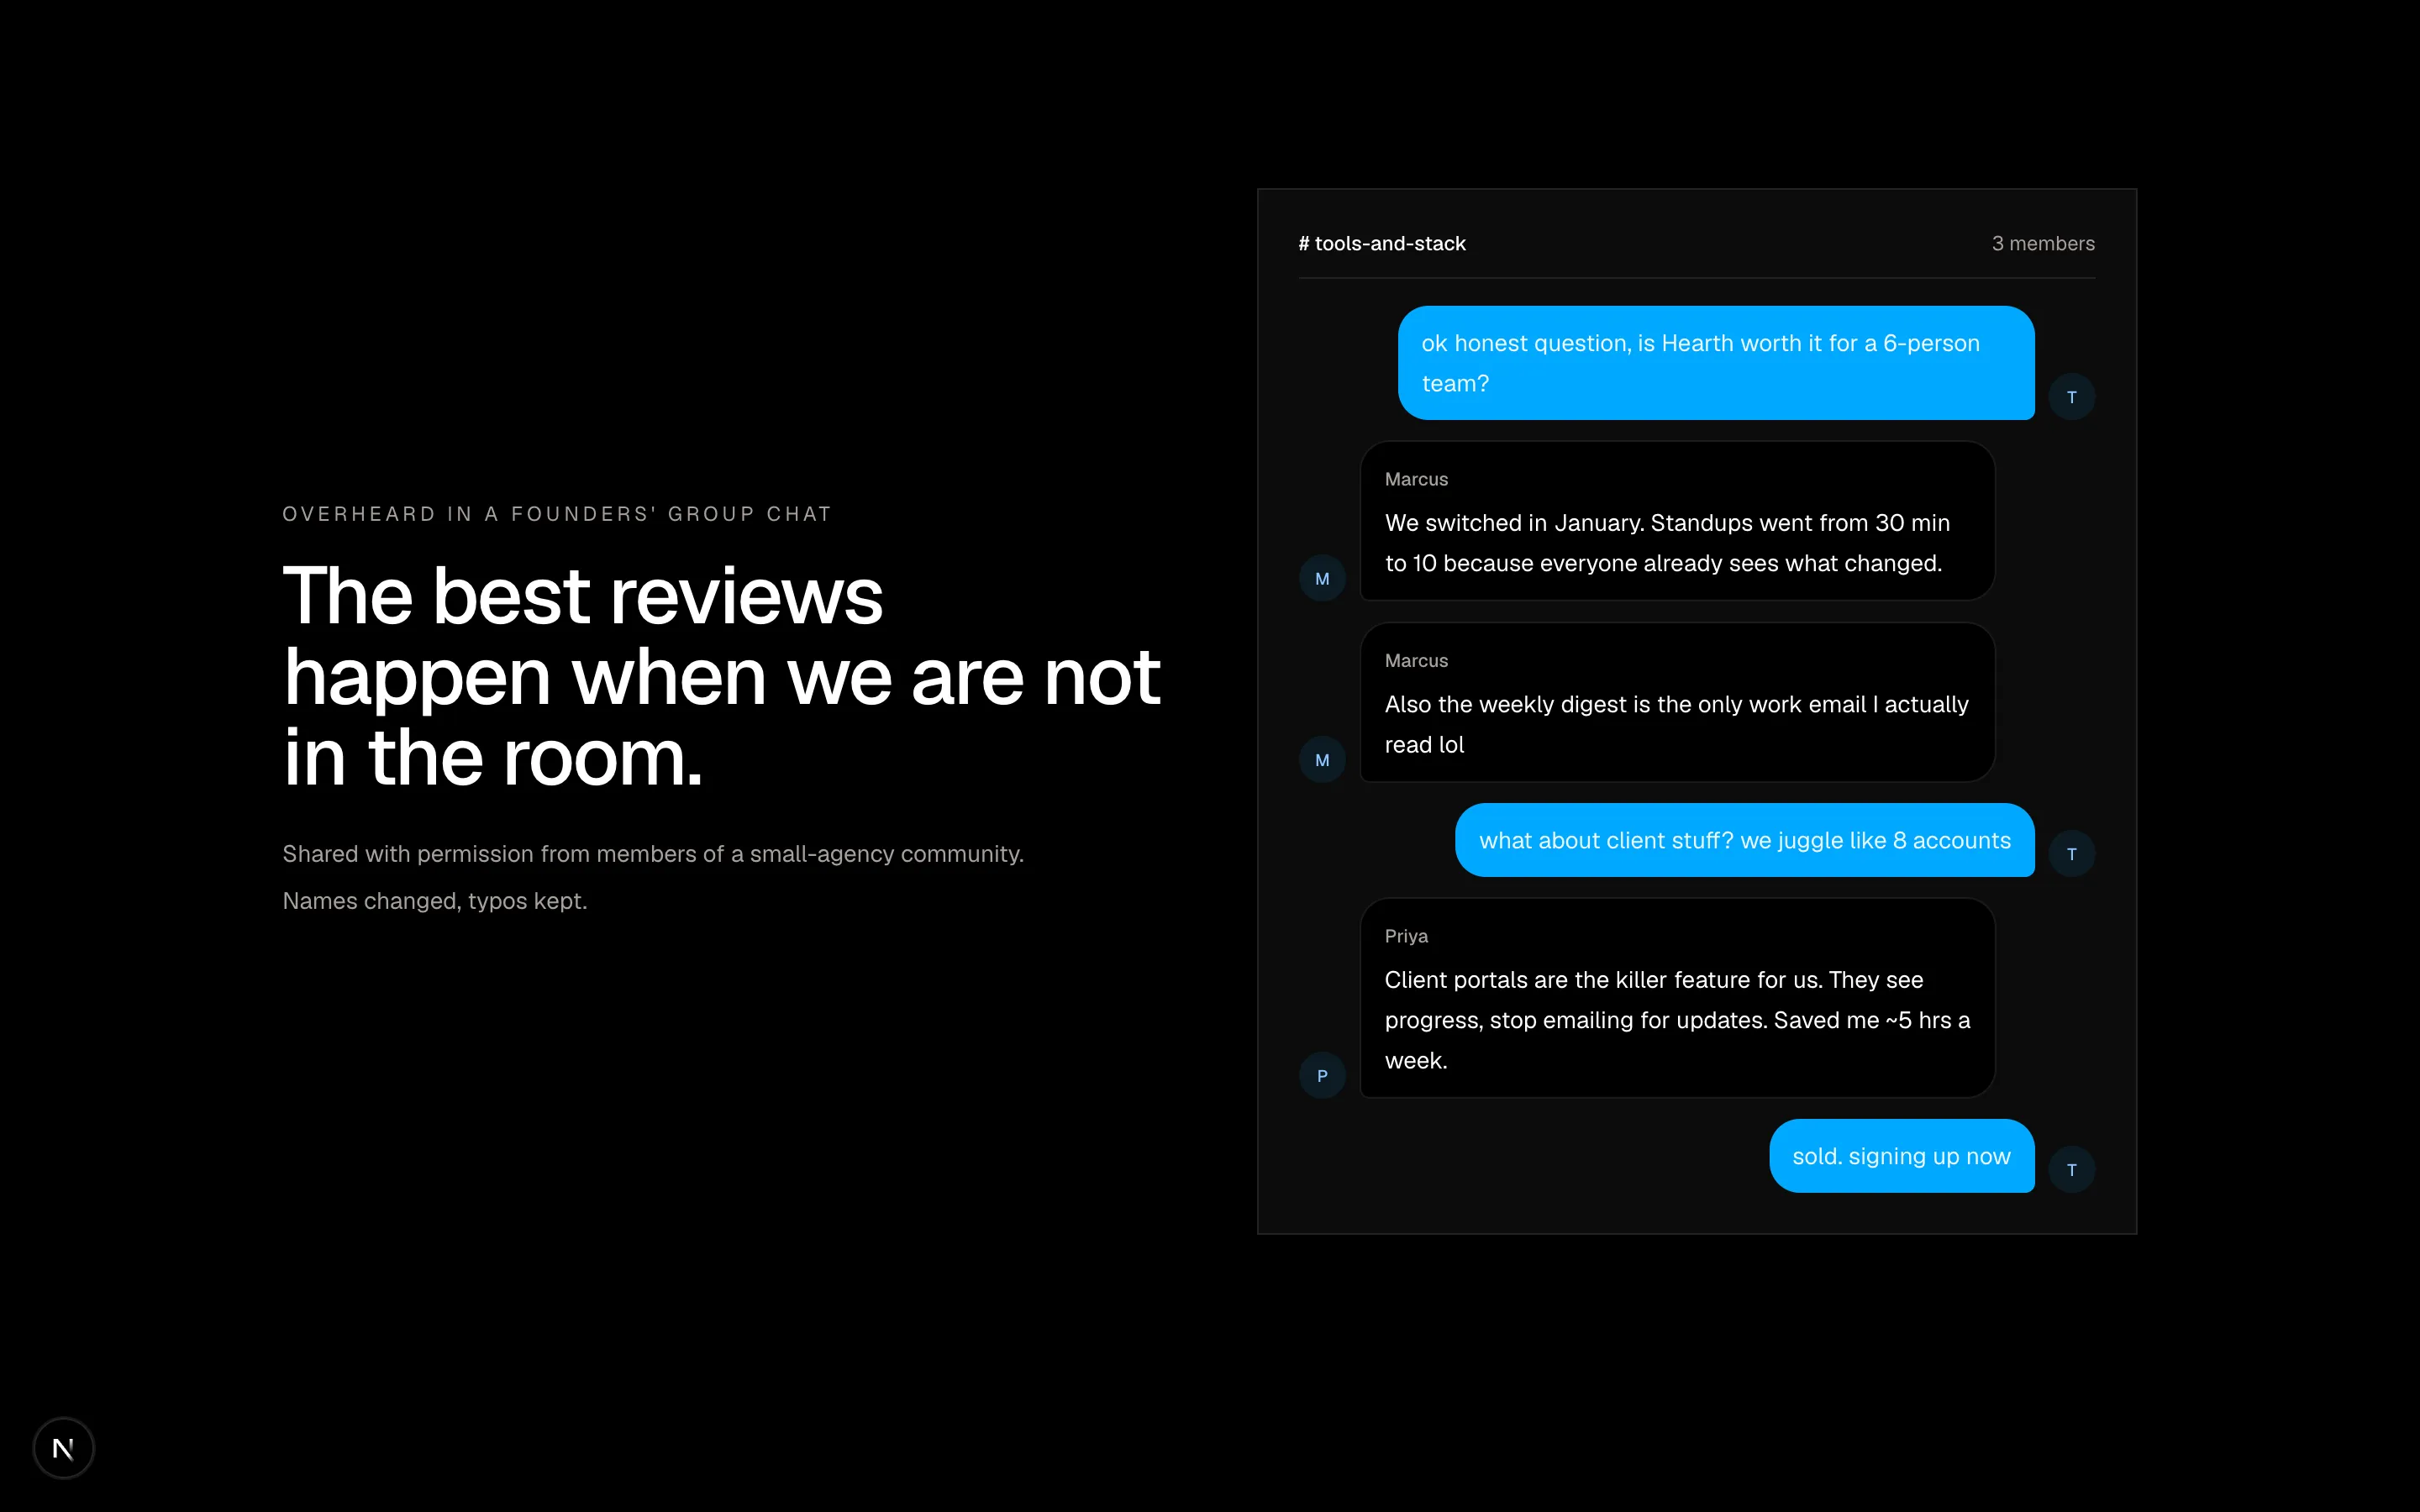 OVERHEARD IN A FOUNDERS' GROUP CHAT
The best reviews
happen when we are not
in the room.
Shared with permission from members of a small-agency community.
Names changed, typos kept.
# tools-and-stack
3 members
ok honest question, is Hearth worth it for a 6-person
team?
T
Marcus
We switched in January. Standups went from 30 min
to 10 because everyone already sees what changed.
M
Marcus
Also the weekly digest is the only work email I actually
read lol
M
what about client stuff? we juggle like 8 accounts
T
Priya
Client portals are the killer feature for us. They see
progress, stop emailing for updates. Saved me ~5 hrs a
week.
P
sold. signing up now
T
N